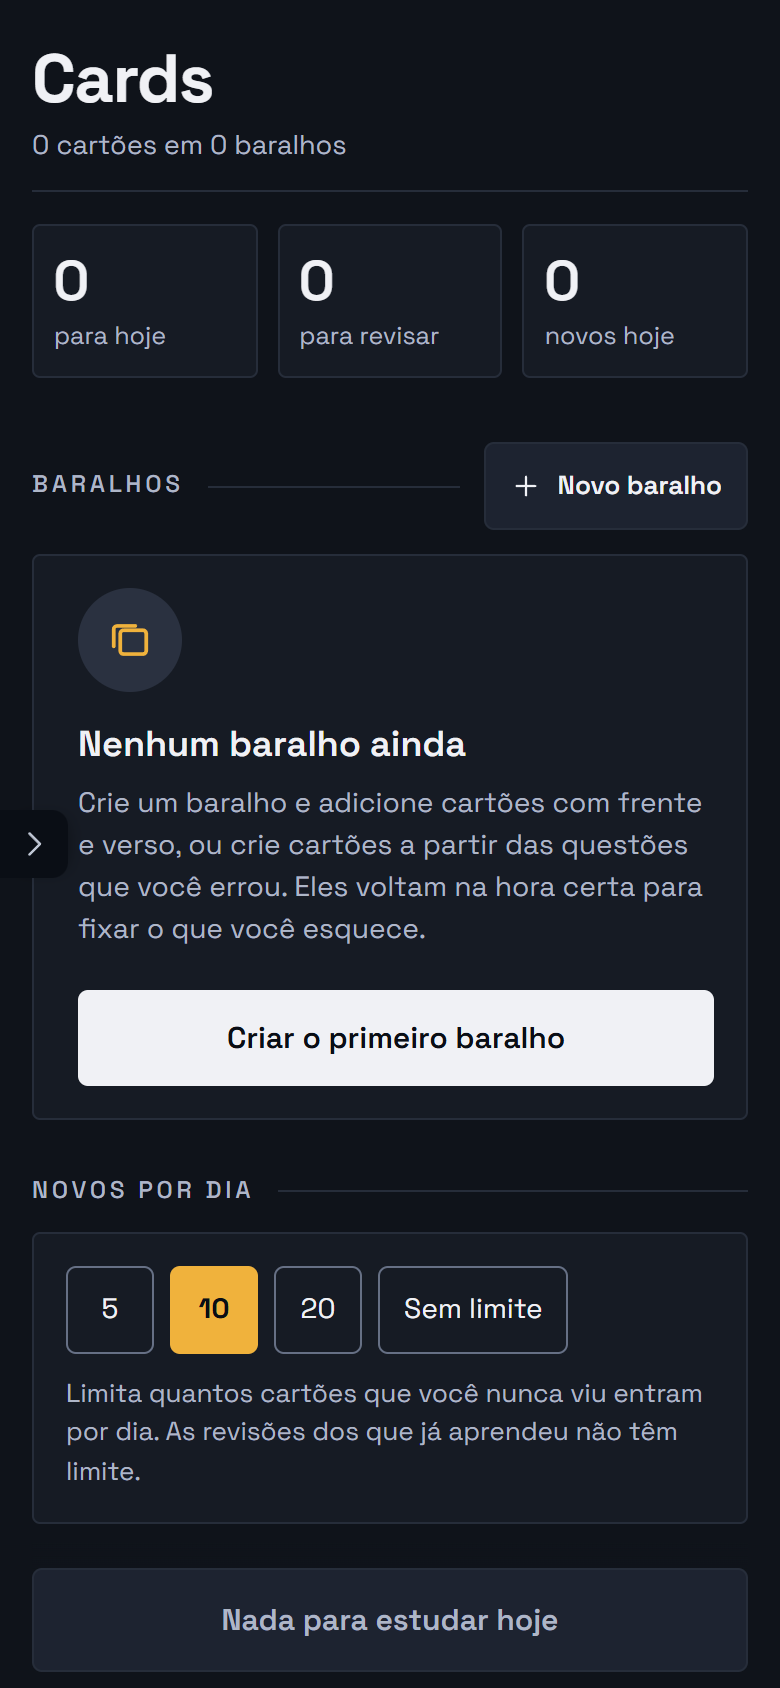 Cards
0 cartões em 0 baralhos
0
para hoje
0
para revisar
0
novos hoje
BARALHOS
Novo baralho
Nenhum baralho ainda
Crie um baralho e adicione cartões com frente
e verso, ou crie cartões a partir das questões
que você errou. Eles voltam na hora certa para
fixar o que você esquece.
Criar o primeiro baralho
NOVOS POR DIA
5
10
20
Sem limite
Limita quantos cartões que você nunca viu entram
por dia. As revisões dos que já aprendeu não têm
limite.
Nada para estudar hoje